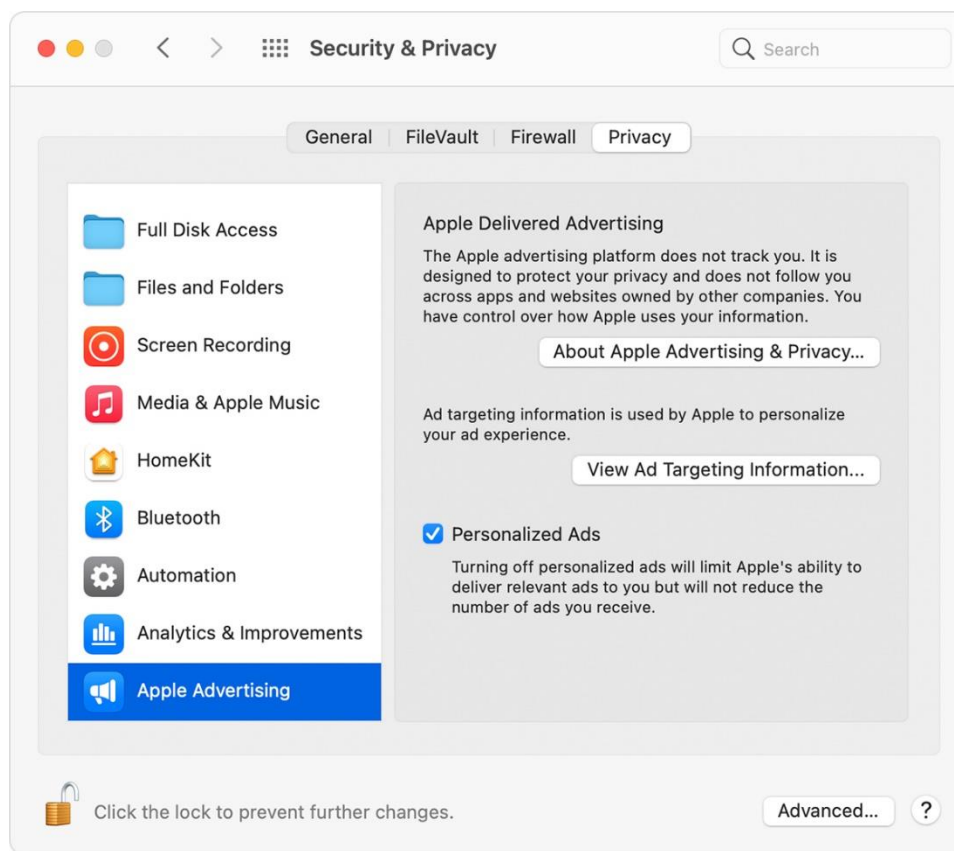 Security & Privacy
Search
General
FileVault
Firewall
Privacy
Full Disk Access
Files and Folders
Screen Recording
Media & Apple Music
HomeKit
Bluetooth
Automation
Analytics & Improvements
Apple Advertising
Apple Delivered Advertising
The Apple advertising platform does not track you. It is
designed to protect your privacy and does not follow you
across apps and websites owned by other companies. You
have control over how Apple uses your information.
About Apple Advertising & Privacy...
Ad targeting information is used by Apple to personalize
your ad experience.
View Ad Targeting Information...
Personalized Ads
Turning off personalized ads will limit Apple's ability to
deliver relevant ads to you but will not reduce the
number of ads you receive.
Click the lock to prevent further changes.
Advanced...
?